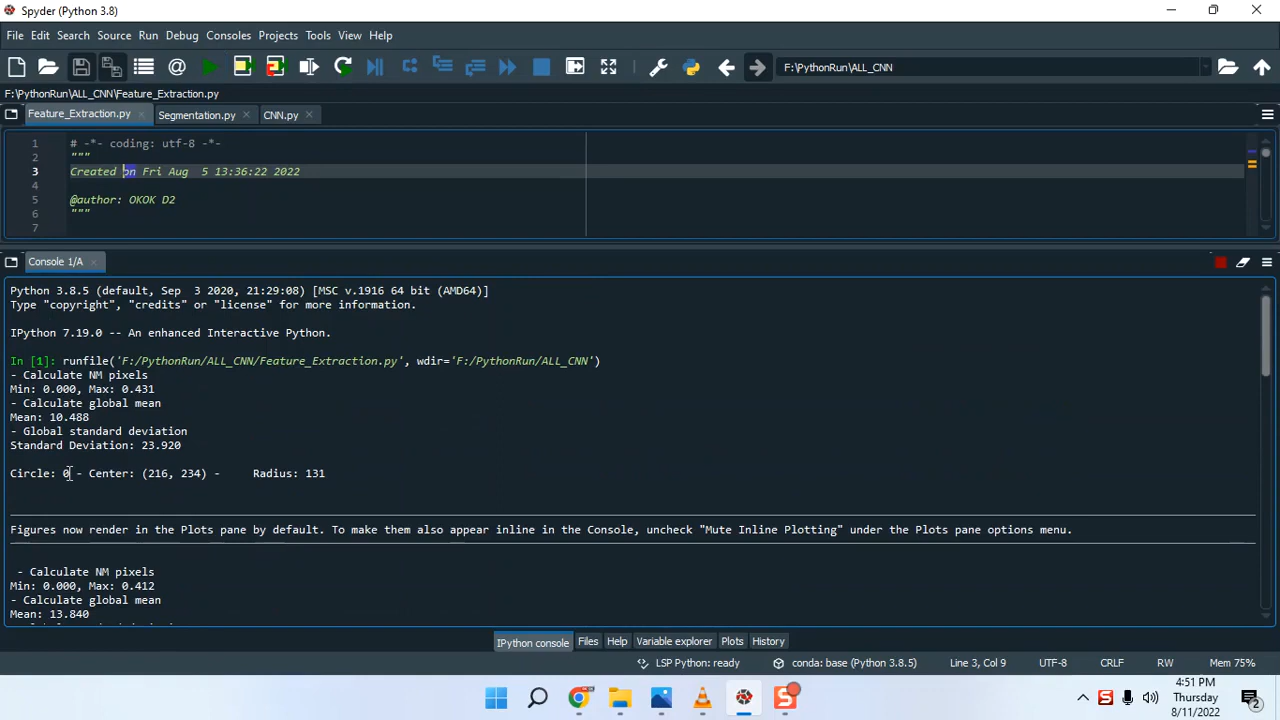 Spyder (Python 3.8)
File Edit Search Source Run Debug Consoles Projects Tools View Help
F:\PythonRun\ALL_CNN
F:\PythonRun\ALL_CNN\Feature_Extraction.py
Feature_Extraction.py Segmentation.py CNN.py
1 # -*- coding: utf-8 -*-
2 """
3 Created on Fri Aug  5 13:36:22 2022
4
5 @author: OKOK D2
6 """
7
Console 1/A
Python 3.8.5 (default, Sep  3 2020, 21:29:08) [MSC v.1916 64 bit (AMD64)]
Type "copyright", "credits" or "license" for more information.
IPython 7.19.0 -- An enhanced Interactive Python.
In [1]: runfile('F:/PythonRun/ALL_CNN/Feature_Extraction.py', wdir='F:/PythonRun/ALL_CNN')
- Calculate NM pixels
Min: 0.000, Max: 0.431
- Calculate global mean
Mean: 10.488
- Global standard deviation
Standard Deviation: 23.920
Circle: 0 - Center: (216, 234) -     Radius: 131
Figures now render in the Plots pane by default. To make them also appear inline in the Console, uncheck "Mute Inline Plotting" under the Plots pane options menu.
- Calculate NM pixels
Min: 0.000, Max: 0.412
- Calculate global mean
Mean: 13.840
IPython console Files Help Variable explorer Plots History
LSP Python: ready conda: base (Python 3.8.5) Line 3, Col 9 UTF-8 CRLF RW Mem 75%
4:51 PM
Thursday
8/11/2022
2